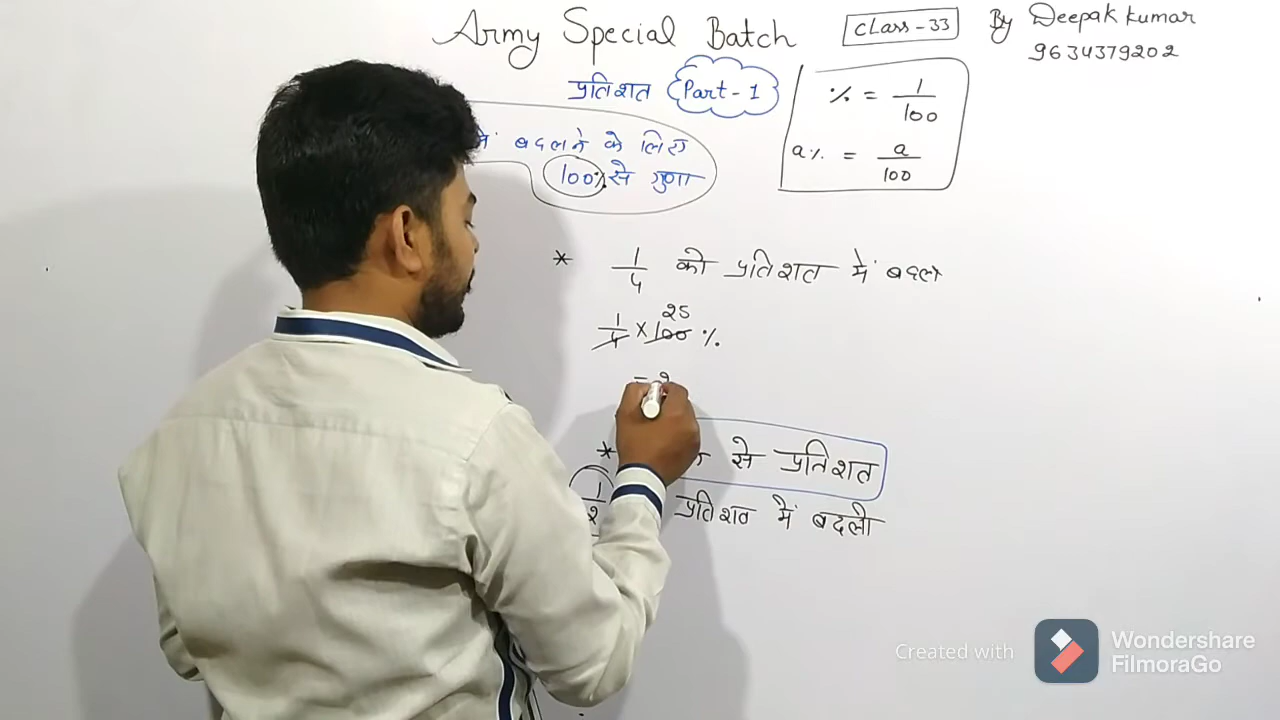 Army Special Batch
class-33
By Deepak kumar
9634379202
प्रतिशत Part-1
में बदलने के लिए
100% से गुणा
% = 1/100
a% = a/100
* 1/4 को प्रतिशत में बदलो
1/4 × 100 % 25
=
* से प्रतिशत
1/2 प्रतिशत में बदलो
Created with Wondershare FilmoraGo